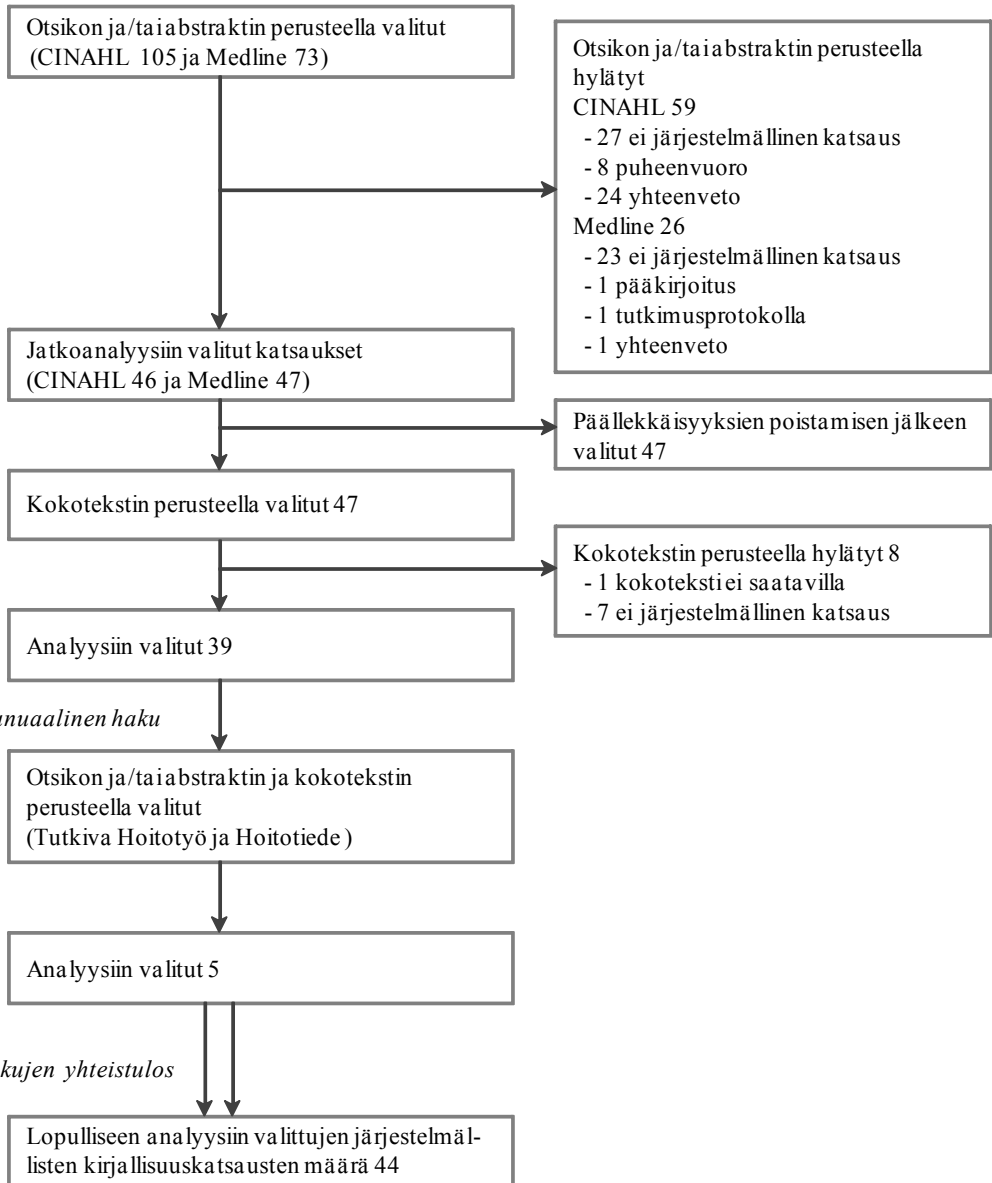 Otsikon ja/tai abstraktin perusteella valitut
(CINAHL 105 ja Medline 73)
Otsikon ja/tai abstraktin perusteella
hylätyt
CINAHL 59
- 27 ei järjestelmällinen katsaus
- 8 puheenvuoro
- 24 yhteenveto
Medline 26
- 23 ei järjestelmällinen katsaus
- 1 pääkirjoitus
- 1 tutkimusprotokolla
- 1 yhteenveto
Jatkoanalyysiin valitut katsaukset
(CINAHL 46 ja Medline 47)
Päällekkäisyyksien poistamisen jälkeen
valitut 47
Kokotekstin perusteella valitut 47
Kokotekstin perusteella hylätyt 8
- 1 kokoteksti ei saatavilla
- 7 ei järjestelmällinen katsaus
Analyysiin valitut 39
nuaalinen haku
Otsikon ja/tai abstraktin ja kokotekstin
perusteella valitut
(Tutkiva Hoitotyö ja Hoitotiede )
Analyysiin valitut 5
kujen yhteistulos
Lopulliseen analyysiin valittujen järjestelmäl-
listen kirjallisuuskatsausten määrä 44